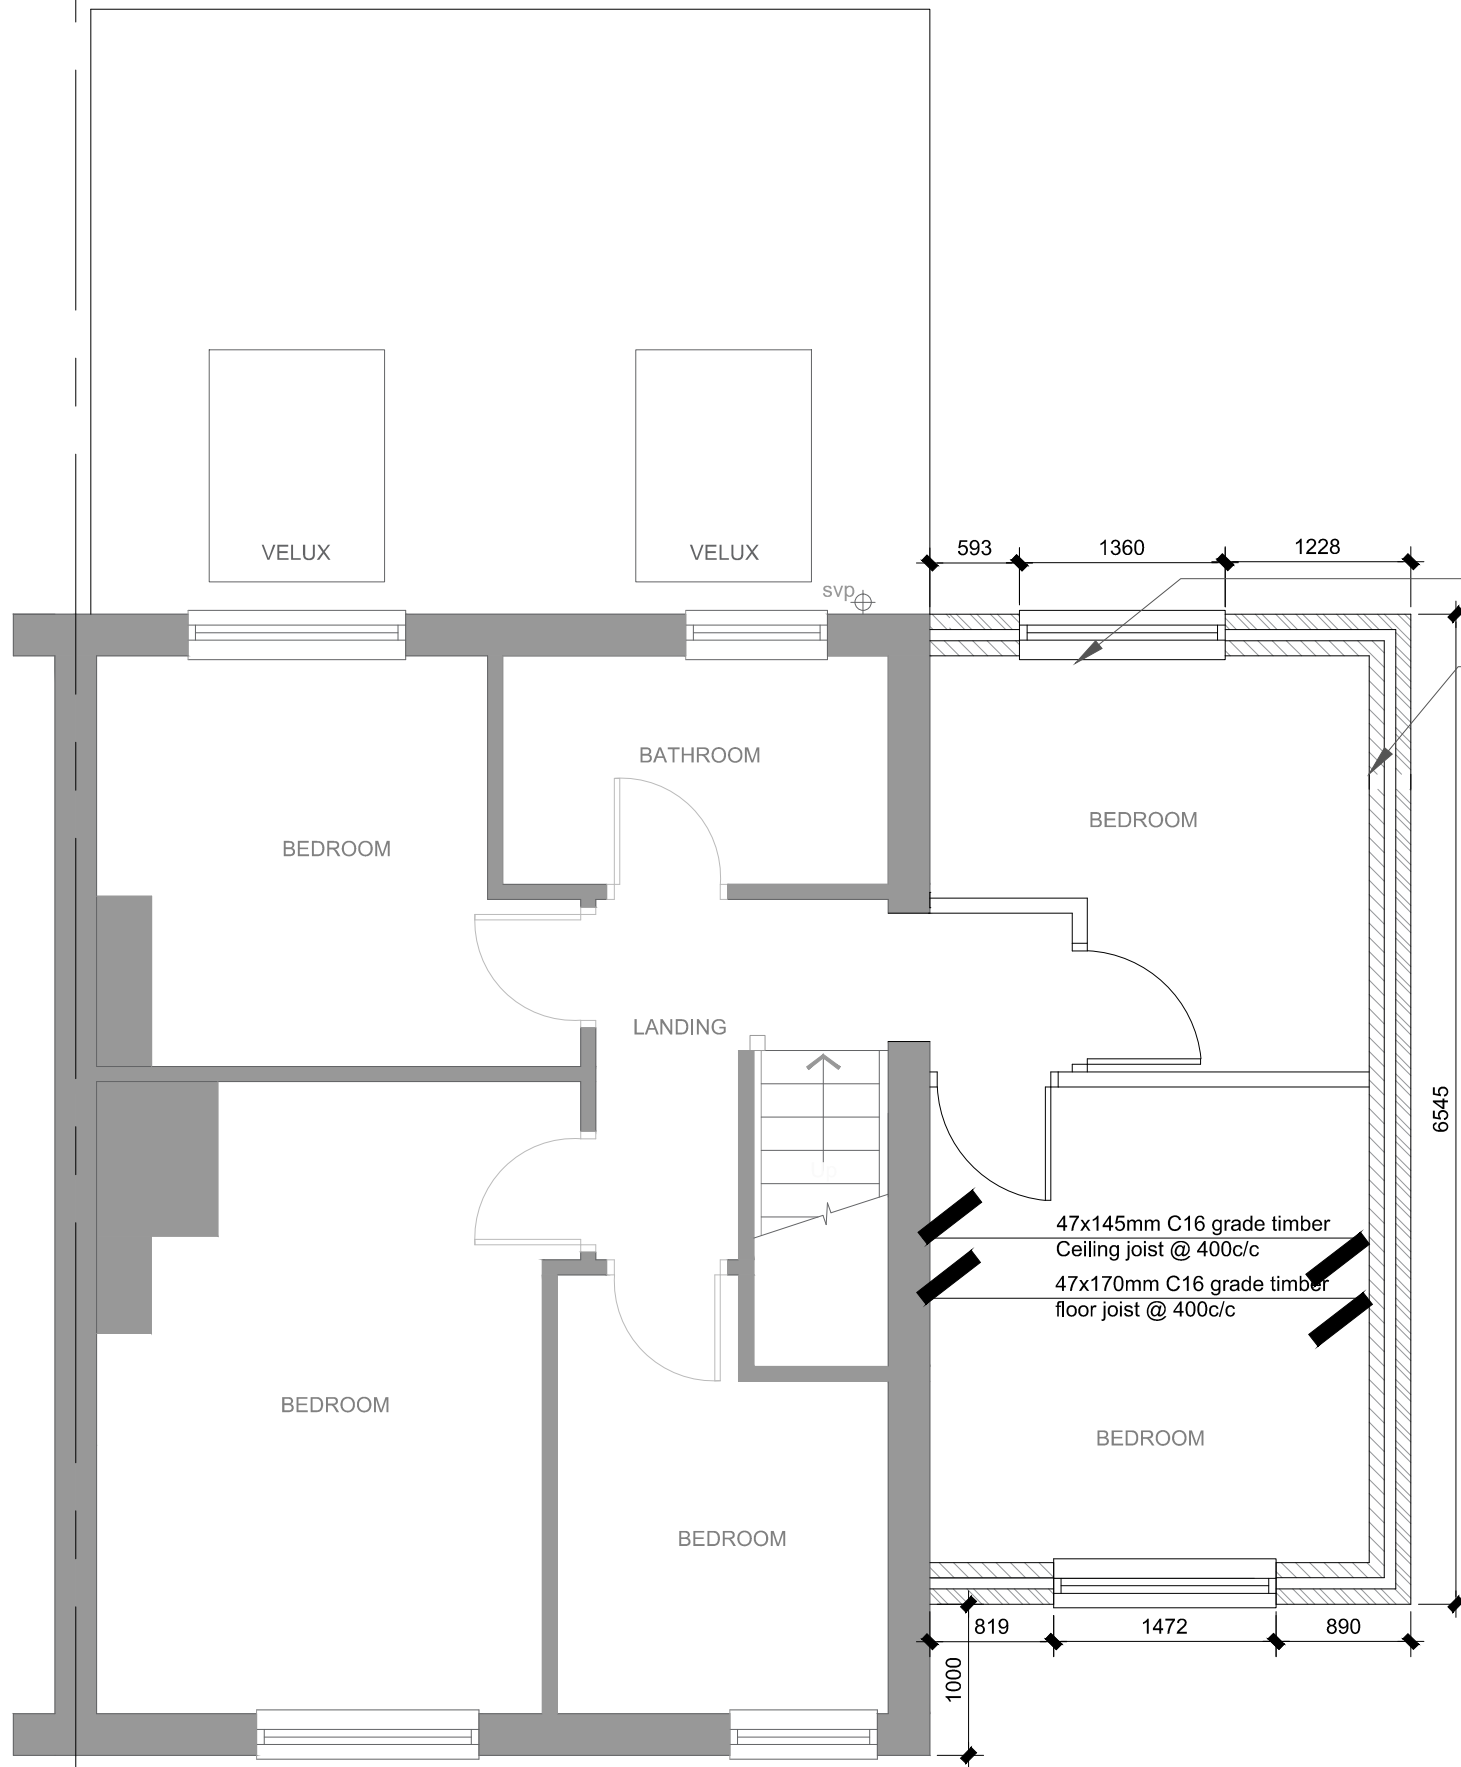 VELUX
VELUX
593
1360
1228
svp
BATHROOM
BEDROOM
BEDROOM
LANDING
6545
47x145mm C16 grade timber
Ceiling joist @ 400c/c
47x170mm C16 grade timber
floor joist @ 400c/c
BEDROOM
BEDROOM
BEDROOM
819
1472
890
1000